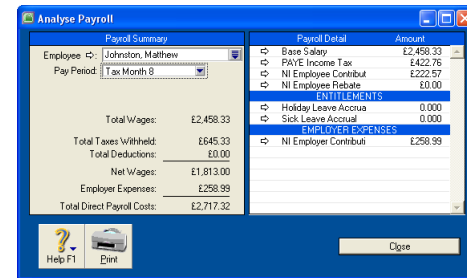 Analyse Payroll
Payroll Summary
Employee ⇨: Johnston, Matthew
Pay Period: Tax Month 8
Total Wages: £2,458.33
Total Taxes Withheld: £645.33
Total Deductions: £0.00
Net Wages: £1,813.00
Employer Expenses: £258.99
Total Direct Payroll Costs: £2,717.32
Payroll Detail Amount
Base Salary £2,458.33
PAYE Income Tax £422.76
NI Employee Contribut £222.57
NI Employee Rebate £0.00
ENTITLEMENTS
Holiday Leave Accrua 0.000
Sick Leave Accrual 0.000
EMPLOYER EXPENSES
NI Employer Contributi £258.99
Help F1
Print
Close